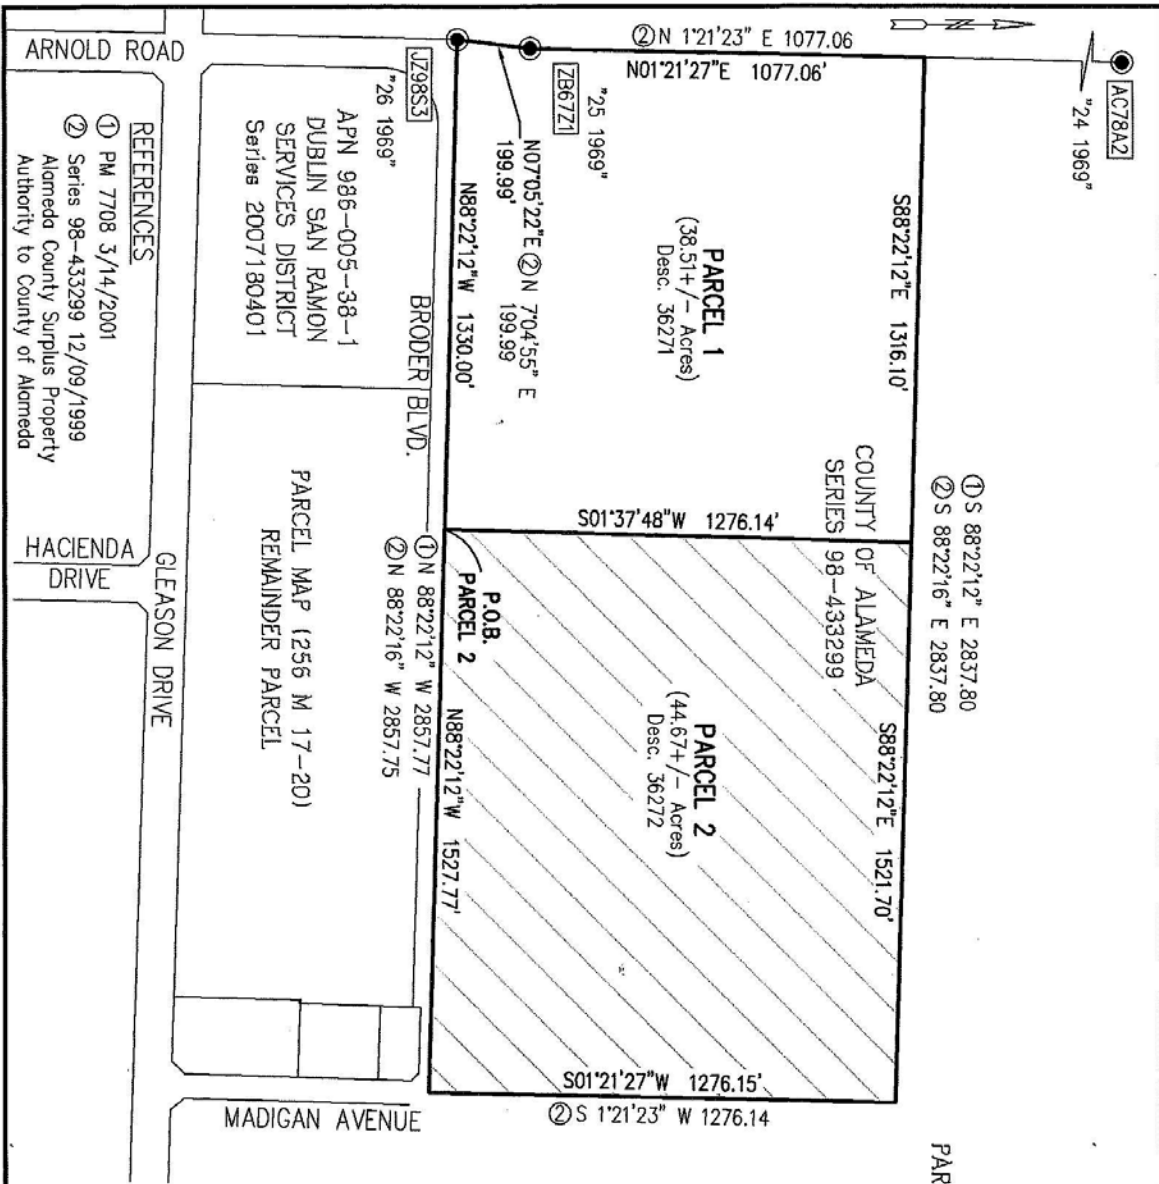 ② N 1°21'23" E 1077.06
N01°21'27"E 1077.06'
N
AC78A2
"24 1969"
ARNOLD ROAD
JZ98S3
"26 1969"
ZB67Z1
"25 1969"
N07°05'22"E ② N 7°04'55" E
199.99' 199.99
S88°22'12"E 1316.10'
PARCEL 1
(38.51+/- Acres)
Desc. 36271
N88°22'12"W 1330.00'
APN 986-005-38-1
DUBLIN SAN RAMON
SERVICES DISTRICT
Series 2007180401
BRODER BLVD.
REFERENCES
① PM 7708 3/14/2001
② Series 98-433299 12/09/1999
Alameda County Surplus Property
Authority to County of Alameda
① S 88°22'12" E 2837.80
② S 88°22'16" E 2837.80
COUNTY OF ALAMEDA
SERIES 98-433299
S01°37'48"W 1276.14'
P.O.B.
PARCEL 2
① N 88°22'12" W 2857.77
② N 88°22'16" W 2857.75
PARCEL MAP (256 M 17-20)
REMAINDER PARCEL
HACIENDA
DRIVE
GLEASON DRIVE
S88°22'12"E 1521.70'
PARCEL 2
(44.67+/- Acres)
Desc. 36272
N88°22'12"W 1527.77'
S01°21'27"W 1276.15'
② S 1°21'23" W 1276.14
MADIGAN AVENUE
PAR